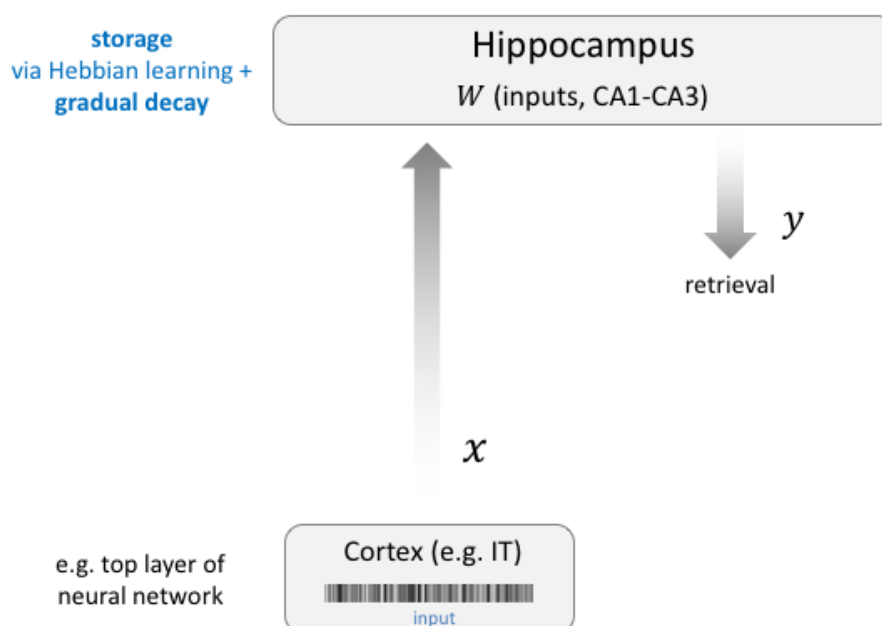 storage
via Hebbian learning +
gradual decay
Hippocampus
W (inputs, CA1-CA3)
y
retrieval
x
e.g. top layer of
neural network
Cortex (e.g. IT)
input